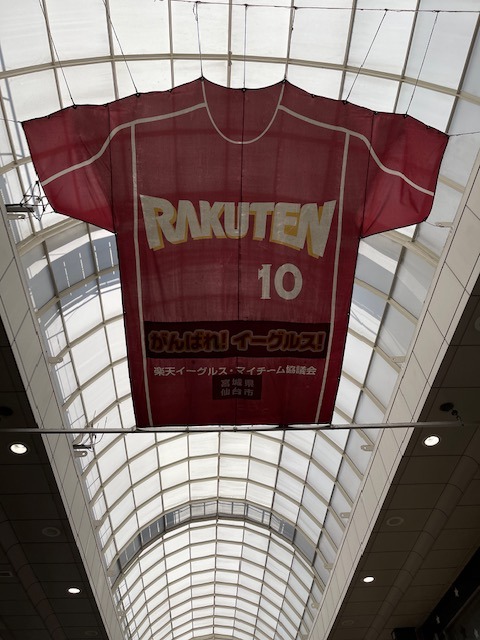 RAKUTEN
10
がんばれ! イーグルス!
楽天イーグルス・マイチーム協議会
宮城県
仙台市